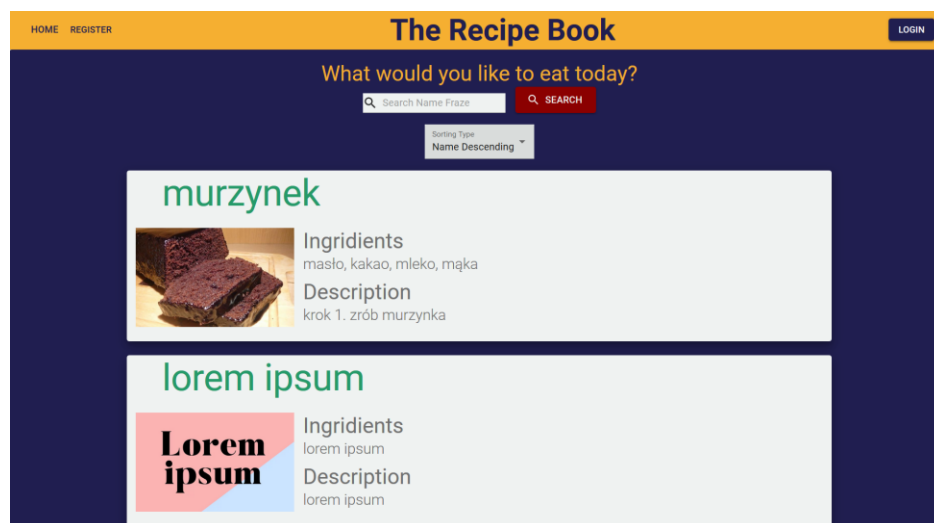 HOME REGISTER The Recipe Book LOGIN
What would you like to eat today?
Search Name Fraze SEARCH
Sorting Type
Name Descending
murzynek
Ingridients
masło, kakao, mleko, mąka
Description
krok 1. zrób murzynka
lorem ipsum
Lorem
ipsum
Ingridients
lorem ipsum
Description
lorem ipsum